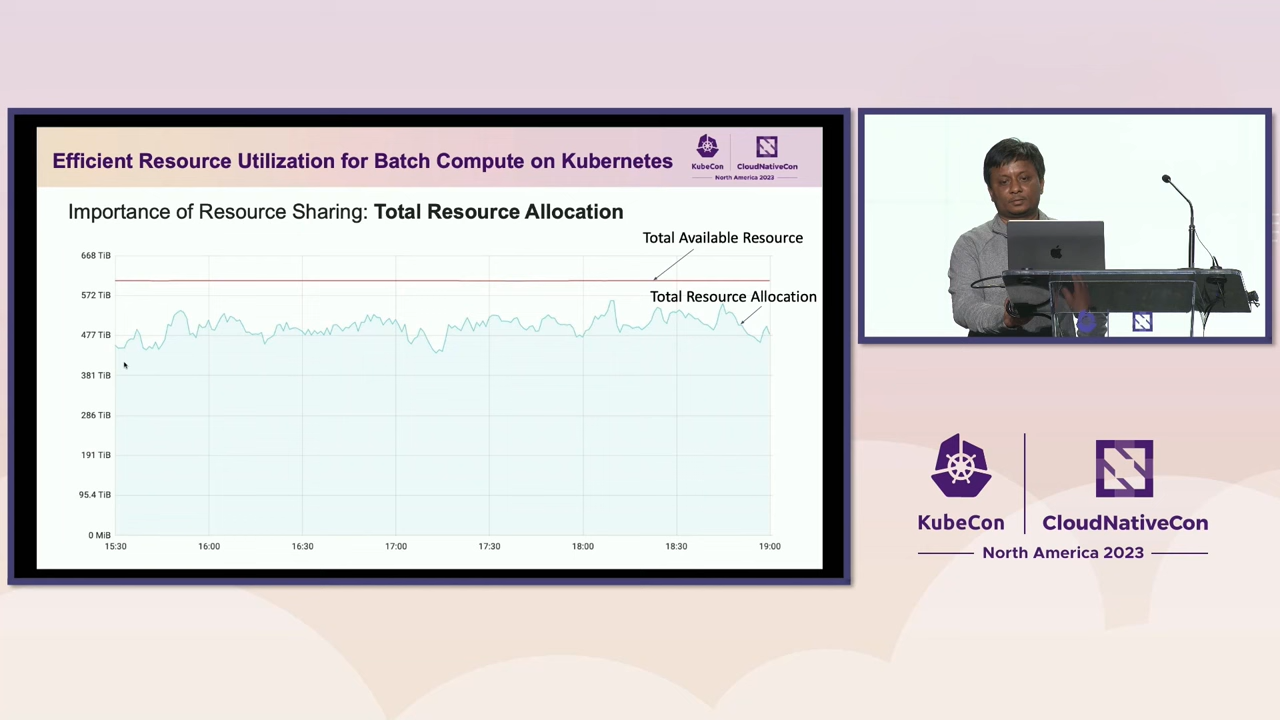 Efficient Resource Utilization for Batch Compute on Kubernetes
KubeCon
CloudNativeCon
North America 2023
Importance of Resource Sharing: Total Resource Allocation
Total Available Resource
Total Resource Allocation
668 TiB
572 TiB
477 TiB
381 TiB
286 TiB
191 TiB
95.4 TiB
0 MiB
15:30
16:00
16:30
17:00
17:30
18:00
18:30
19:00
KubeCon
CloudNativeCon
North America 2023